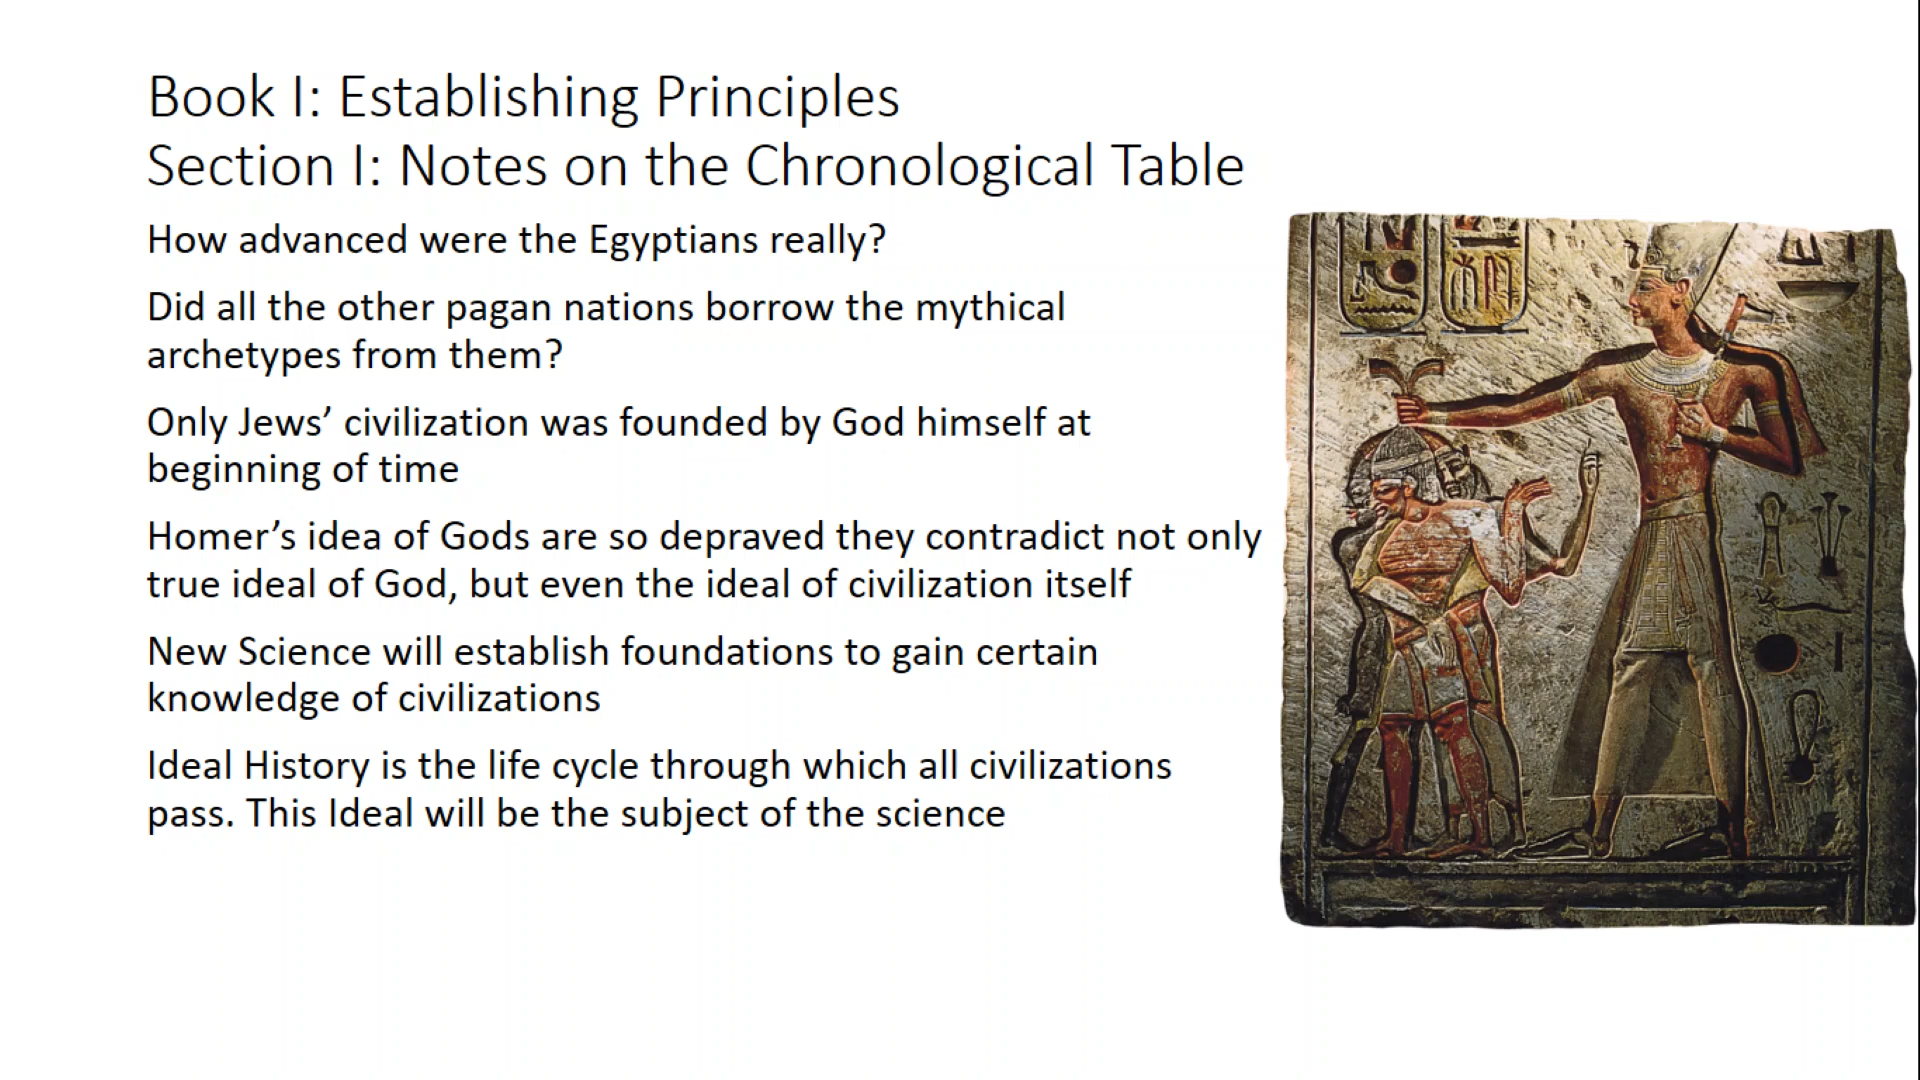 Book I: Establishing Principles
Section I: Notes on the Chronological Table
How advanced were the Egyptians really?
Did all the other pagan nations borrow the mythical
archetypes from them?
Only Jews’ civilization was founded by God himself at
beginning of time
Homer’s idea of Gods are so depraved they contradict not only
true ideal of God, but even the ideal of civilization itself
New Science will establish foundations to gain certain
knowledge of civilizations
Ideal History is the life cycle through which all civilizations
pass. This Ideal will be the subject of the science